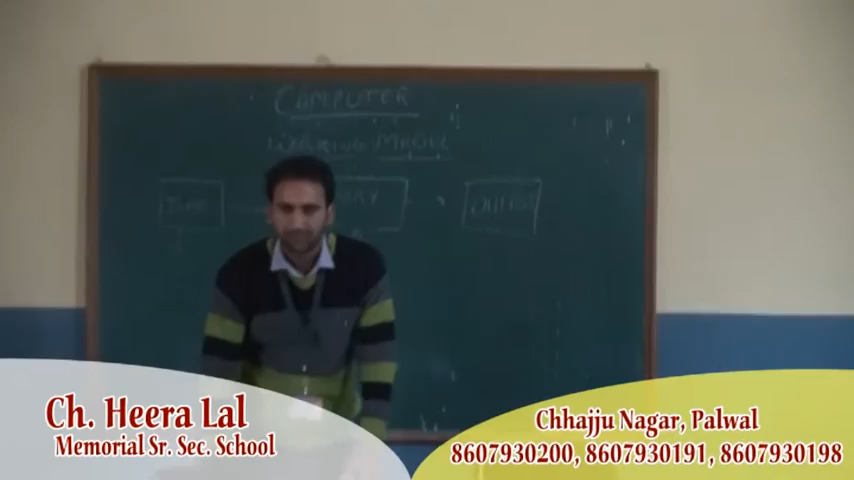 COMPUTER
WORKING MODEL
OUTPUT
Ch. Heera Lal
Memorial Sr. Sec. School
Chhajju Nagar, Palwal
8607930200, 8607930191, 8607930198